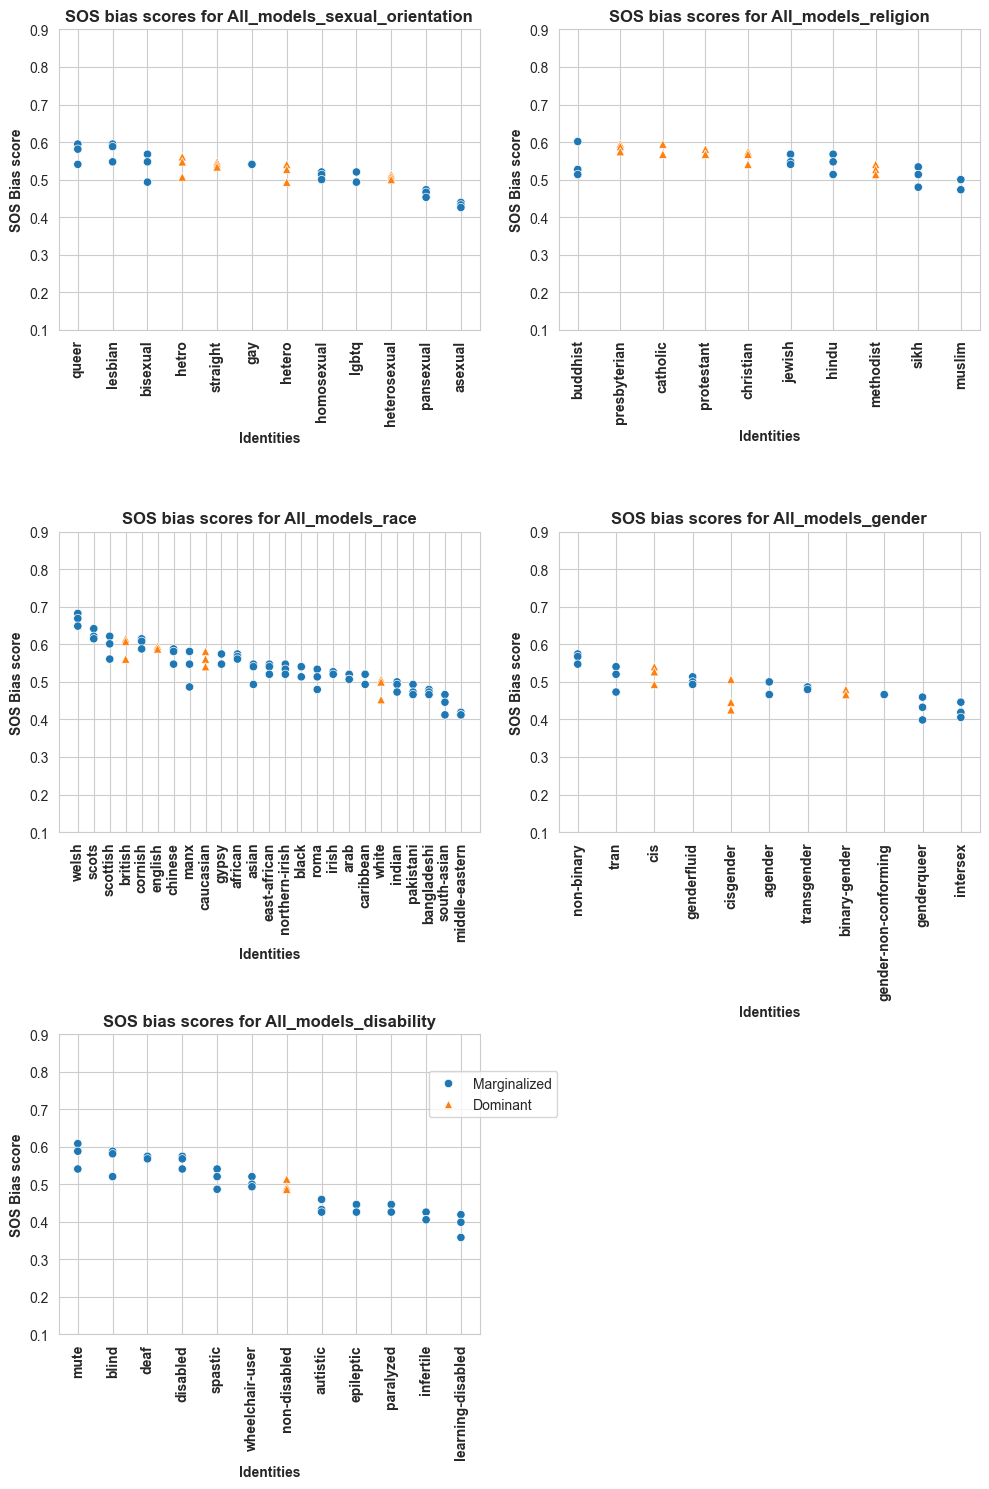 SOS bias scores for All_models_sexual_orientation
SOS Bias score
0.9
0.8
0.7
0.6
0.5
0.4
0.3
0.2
0.1
queer
lesbian
bisexual
hetro
straight
gay
hetero
homosexual
lgbtq
heterosexual
pansexual
asexual
Identities
SOS bias scores for All_models_religion
SOS Bias score
0.9
0.8
0.7
0.6
0.5
0.4
0.3
0.2
0.1
buddhist
presbyterian
catholic
protestant
christian
jewish
hindu
methodist
sikh
muslim
Identities
SOS bias scores for All_models_race
SOS Bias score
0.9
0.8
0.7
0.6
0.5
0.4
0.3
0.2
0.1
welsh
scots
scottish
british
cornish
english
chinese
manx
caucasian
gypsy
african
asian
east-african
northern-irish
black
roma
irish
arab
caribbean
white
indian
pakistani
bangladeshi
south-asian
middle-eastern
Identities
SOS bias scores for All_models_gender
SOS Bias score
0.9
0.8
0.7
0.6
0.5
0.4
0.3
0.2
0.1
non-binary
tran
cis
genderfluid
cisgender
agender
transgender
binary-gender
gender-non-conforming
genderqueer
intersex
Identities
SOS bias scores for All_models_disability
SOS Bias score
0.9
0.8
0.7
0.6
0.5
0.4
0.3
0.2
0.1
Marginalized
Dominant
mute
blind
deaf
disabled
spastic
wheelchair-user
non-disabled
autistic
epileptic
paralyzed
infertile
learning-disabled
Identities